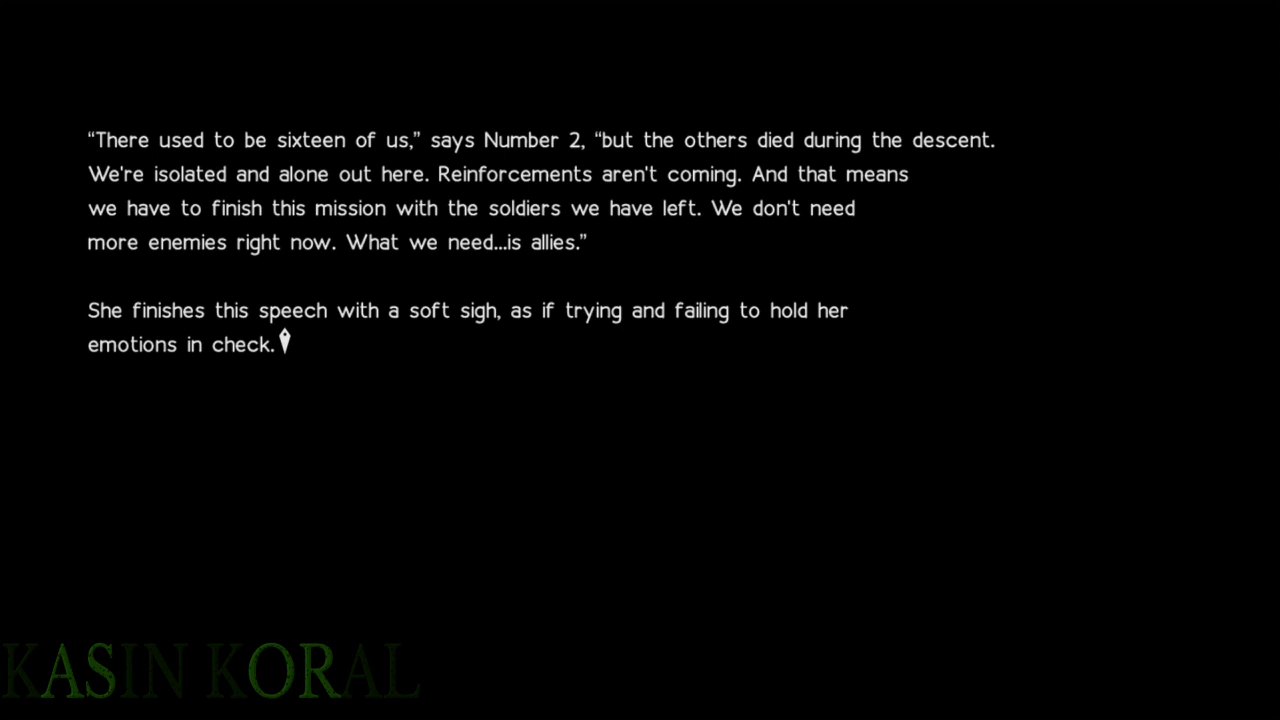 “There used to be sixteen of us,” says Number 2, “but the others died during the descent.
We're isolated and alone out here. Reinforcements aren't coming. And that means
we have to finish this mission with the soldiers we have left. We don't need
more enemies right now. What we need...is allies.”
She finishes this speech with a soft sigh, as if trying and failing to hold her
emotions in check.
KASIN KORAL